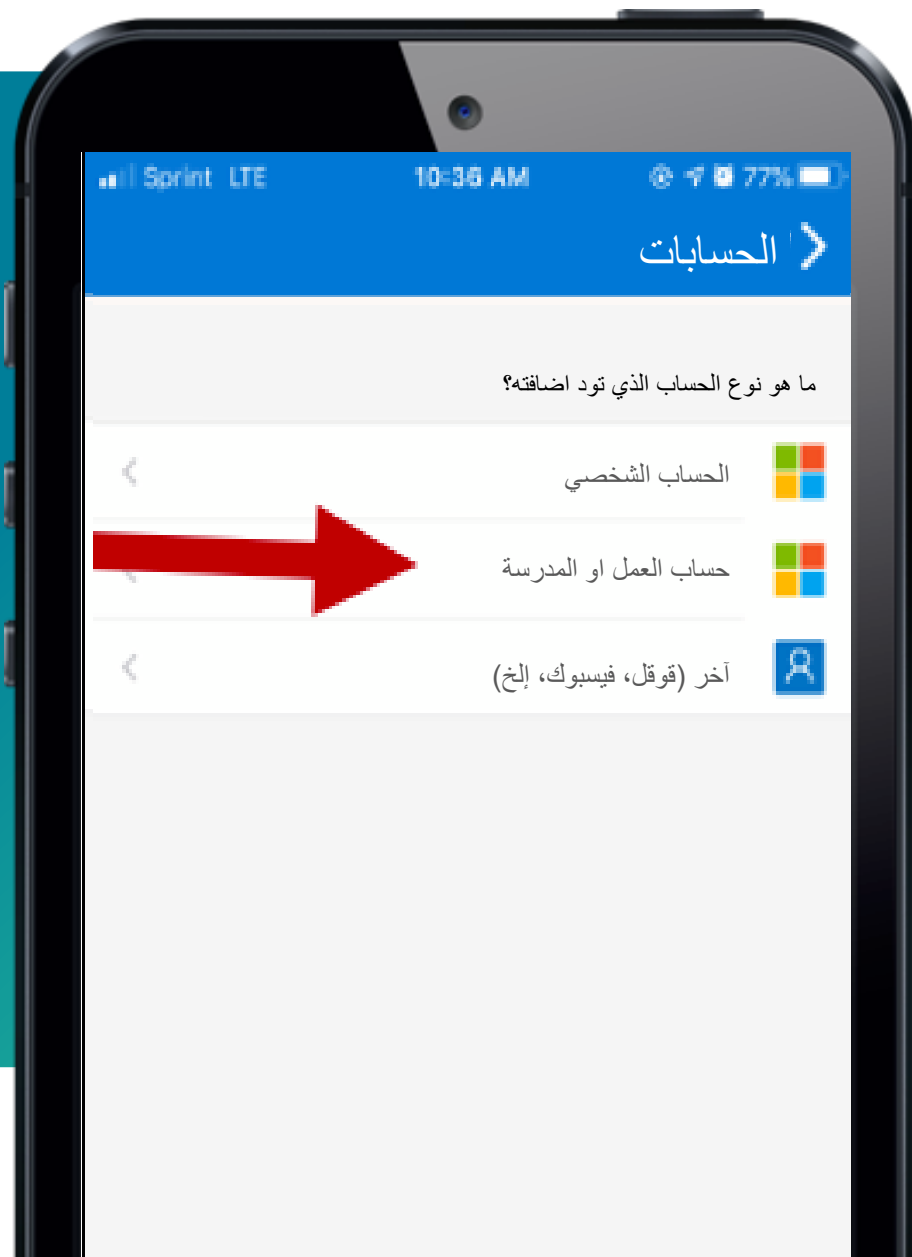 Sprint LTE 10:36 AM 77%
الحسابات
ما هو نوع الحساب الذي تود اضافته؟
الحساب الشخصي
حساب العمل او المدرسة
آخر (قوقل، فيسبوك، إلخ)